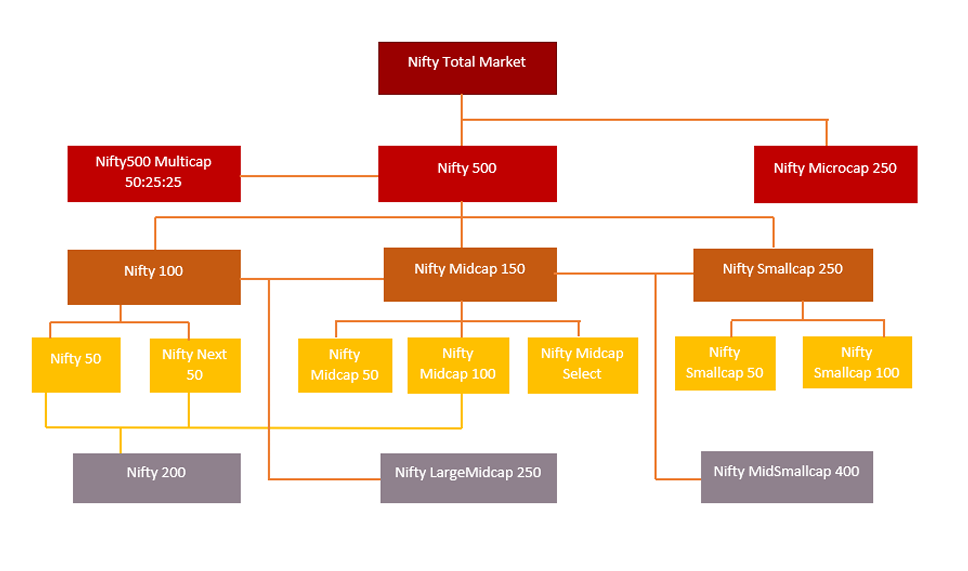 Nifty Total Market
Nifty500 Multicap
50:25:25
Nifty 500
Nifty Microcap 250
Nifty 100
Nifty Midcap 150
Nifty Smallcap 250
Nifty 50
Nifty Next
50
Nifty
Midcap 50
Nifty
Midcap 100
Nifty Midcap
Select
Nifty
Smallcap 50
Nifty
Smallcap 100
Nifty 200
Nifty LargeMidcap 250
Nifty MidSmallcap 400